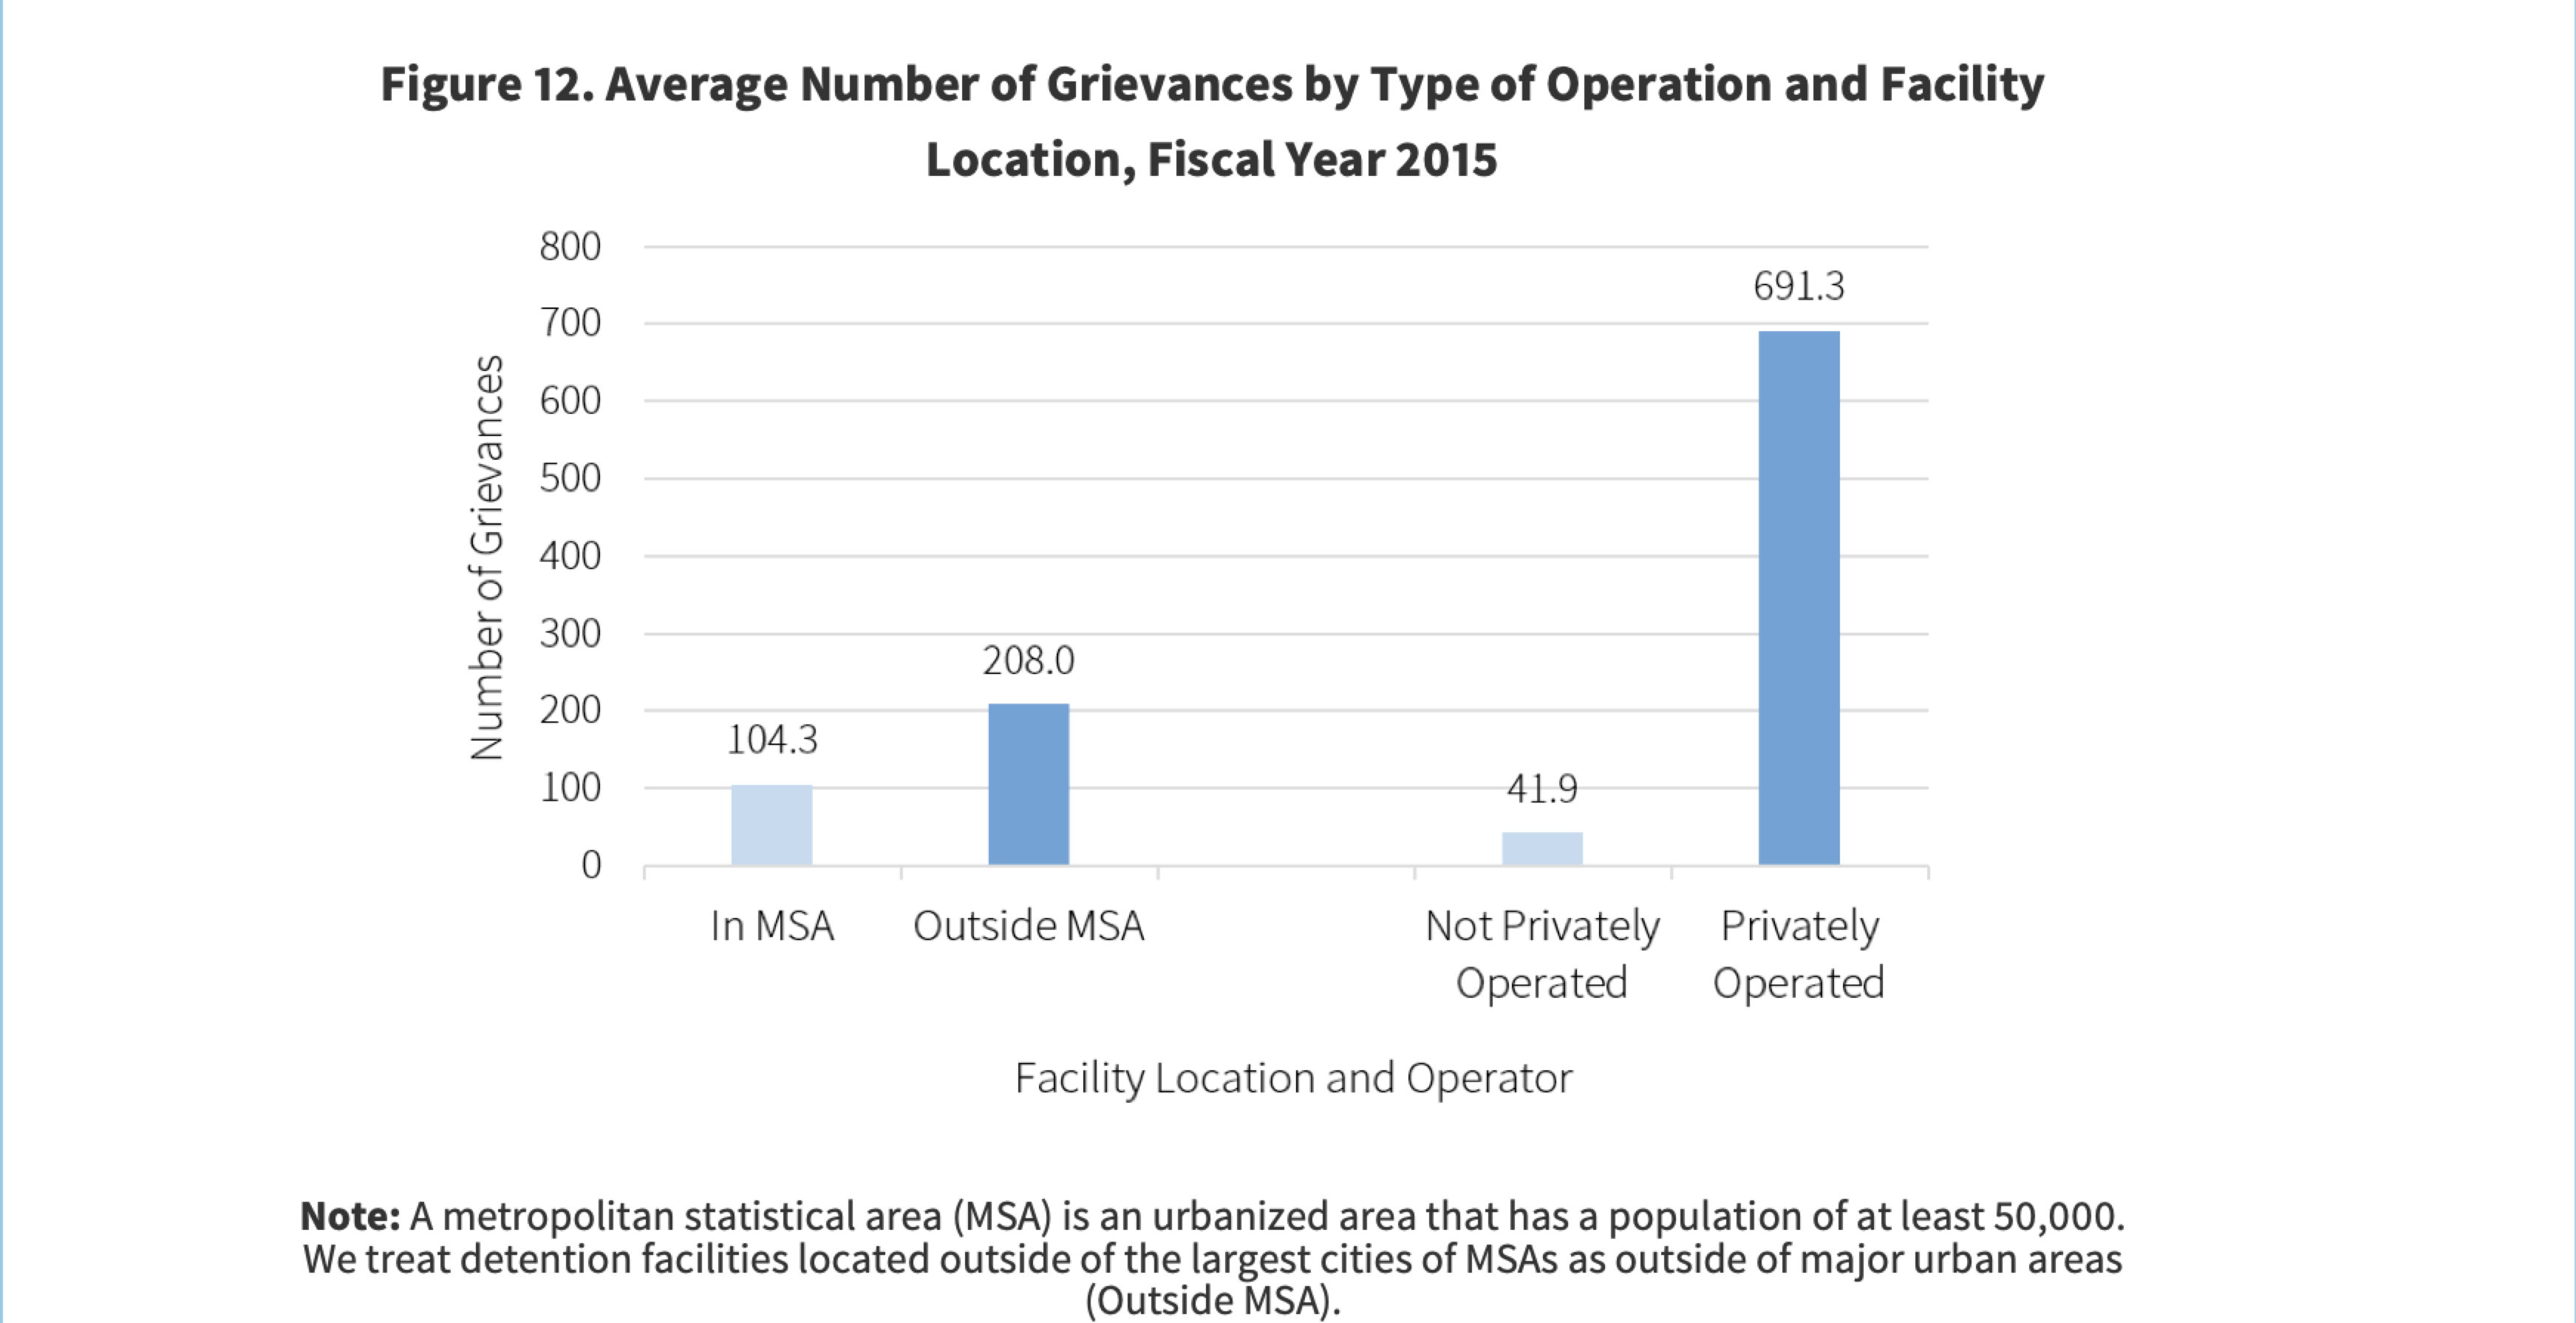 Figure 12. Average Number of Grievances by Type of Operation and Facility
Location, Fiscal Year 2015
Number of Grievances
800
700
600
500
400
300
200
100
0
104.3
208.0
41.9
691.3
In MSA
Outside MSA
Not Privately
Operated
Privately
Operated
Facility Location and Operator
Note: A metropolitan statistical area (MSA) is an urbanized area that has a population of at least 50,000.
We treat detention facilities located outside of the largest cities of MSAs as outside of major urban areas
(Outside MSA).